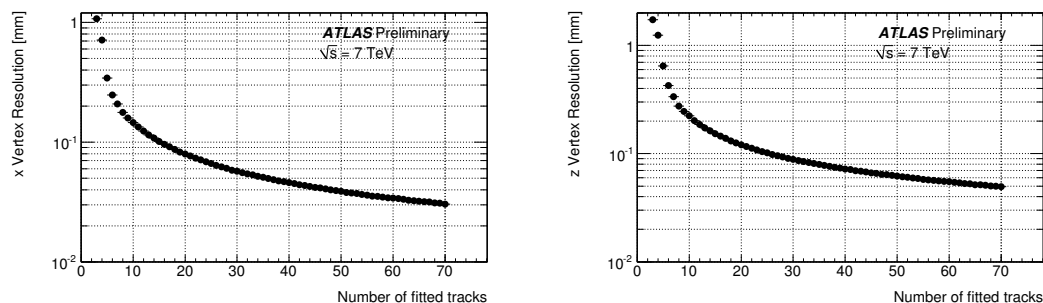 x Vertex Resolution [mm]
1
10-1
10-2
ATLAS Preliminary
√s = 7 TeV
0 10 20 30 40 50 60 70
Number of fitted tracks
z Vertex Resolution [mm]
1
10-1
10-2
ATLAS Preliminary
√s = 7 TeV
0 10 20 30 40 50 60 70
Number of fitted tracks